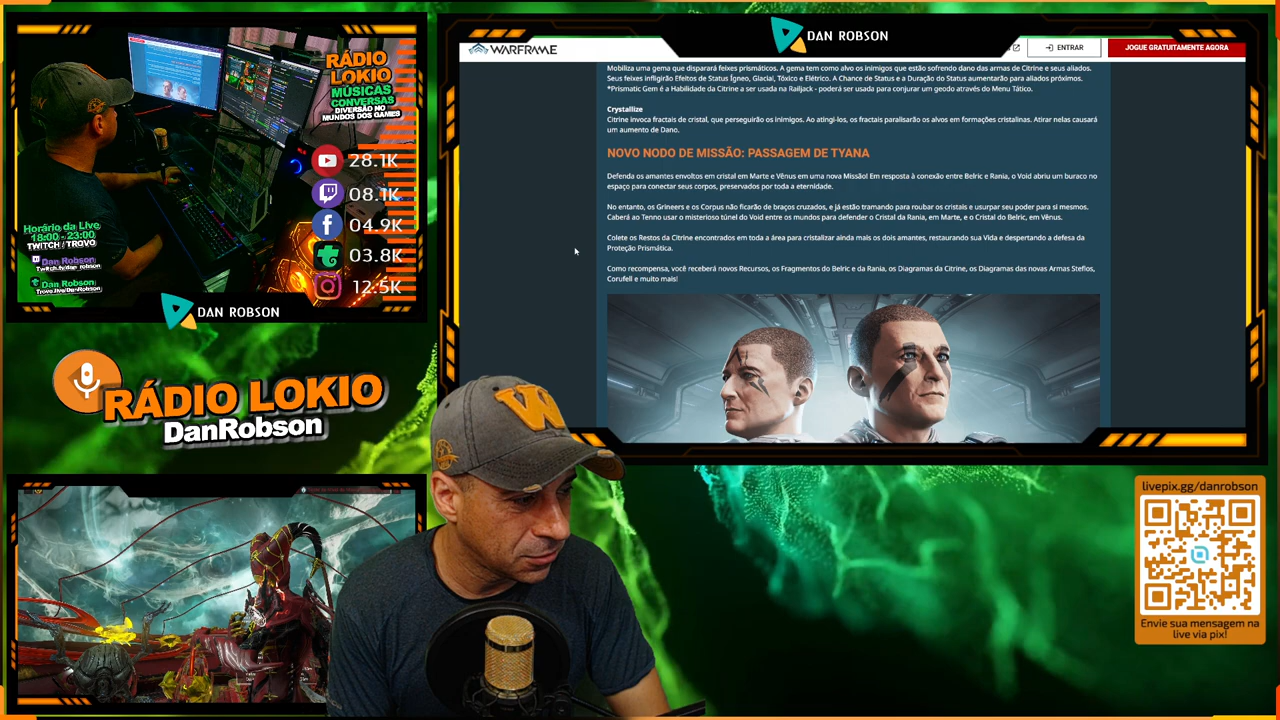 RÁDIO
LOKIO
MÚSICAS
CONVERSAS
DIVERSÃO NO
MUNDOS DOS GAMES
28.1K
08.1K
04.9K
03.8K
12.5K
Horário da Live
18:00 - 23:00
TWITCH / TROVO
Dan Robson
Twitch.tv/dan_robson
Dan Robson
Trovo.live/DanRobson
DAN ROBSON
RÁDIO LOKIO
DanRobson
DAN ROBSON
WARFRAME
ENTRAR
JOGUE GRATUITAMENTE AGORA
Mobiliza uma gema que disparará feixes prismáticos. A gema tem como alvo os inimigos que estão sofrendo dano das armas de Citrine e seus aliados.
Seus feixes infligirão Efeitos de Status Ígneo, Glacial, Tóxico e Elétrico. A Chance de Status e a Duração do Status aumentarão para aliados próximos.
*Prismatic Gem é a Habilidade da Citrine a ser usada na Railjack - poderá ser usada para conjurar um geodo através do Menu Tático.
Crystallize
Citrine invoca fractais de cristal, que perseguirão os inimigos. Ao atingi-los, os fractais paralisarão os alvos em formações cristalinas. Atirar nelas causará
um aumento de Dano.
NOVO NODO DE MISSÃO: PASSAGEM DE TYANA
Defenda os amantes envoltos em cristal em Marte e Vênus em uma nova Missão! Em resposta à conexão entre Belric e Rania, o Void abriu um buraco no
espaço para conectar seus corpos, preservados por toda a eternidade.
No entanto, os Grineers e os Corpus não ficarão de braços cruzados, e já estão tramando para roubar os cristais e usurpar seu poder para si mesmos.
Caberá ao Tenno usar o misterioso túnel do Void entre os mundos para defender o Cristal da Rania, em Marte, e o Cristal do Belric, em Vênus.
Colete os Restos da Citrine encontrados em toda a área para cristalizar ainda mais os dois amantes, restaurando sua Vida e despertando a defesa da
Proteção Prismática.
Como recompensa, você receberá novos Recursos, os Fragmentos do Belric e da Rania, os Diagramas da Citrine, os Diagramas das novas Armas Steflos,
Corufell e muito mais!
livepix.gg/danrobson
Envie sua mensagem na
live via pix!